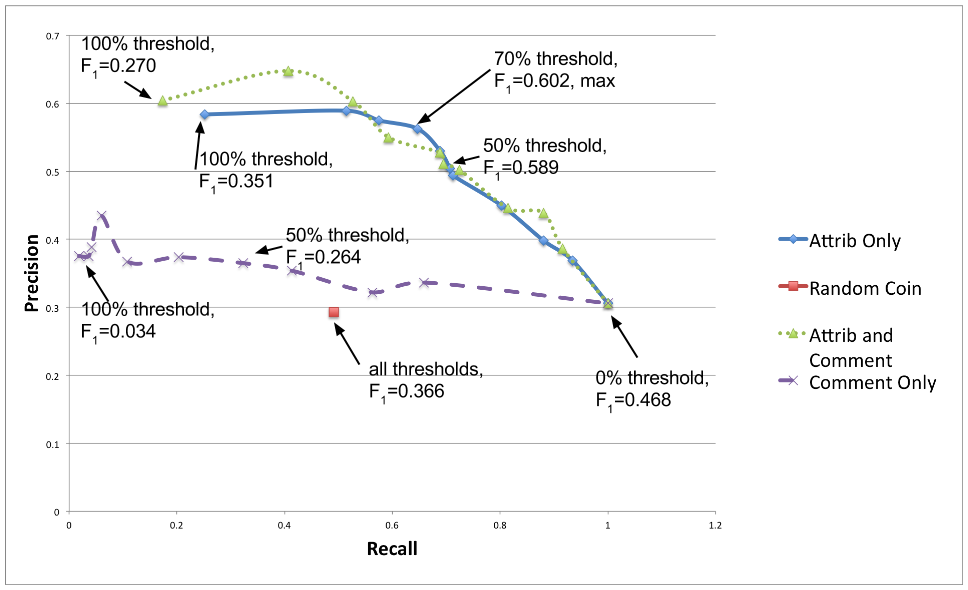 0.7
0.6
0.5
0.4
0.3
0.2
0.1
0
0
0.2
0.4
0.6
0.8
1
1.2
Precision
Recall
100% threshold,
F1=0.270
70% threshold,
F1=0.602, max
100% threshold,
F1=0.351
50% threshold,
F1=0.589
50% threshold,
F1=0.264
100% threshold,
F1=0.034
all thresholds,
F1=0.366
0% threshold,
F1=0.468
Attrib Only
Random Coin
Attrib and
Comment
Comment Only